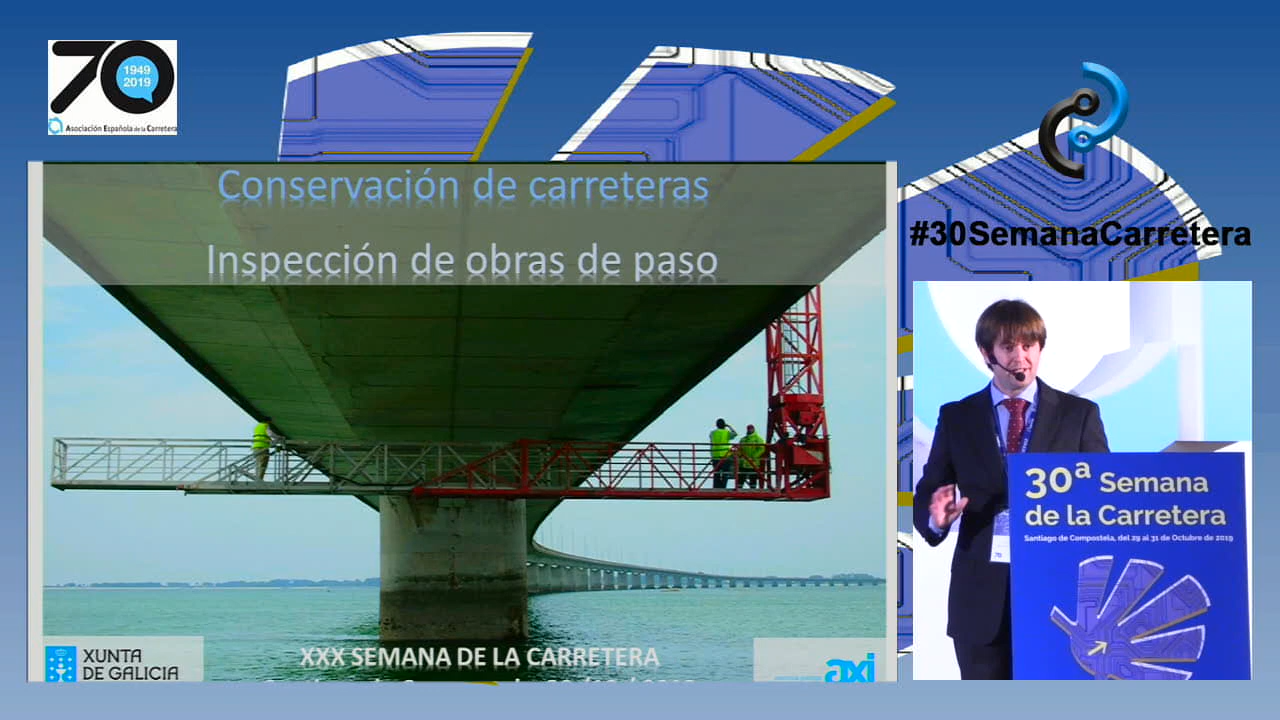 70
1949
2019
Asociación Española de la Carretera
Conservación de carreteras
Inspección de obras de paso
XUNTA
DE GALICIA
XXX SEMANA DE LA CARRETERA
axi
#30SemanaCarretera
30ª Semana
de la Carretera
Santiago de Compostela, del 29 al 31 de Octubre de 2019